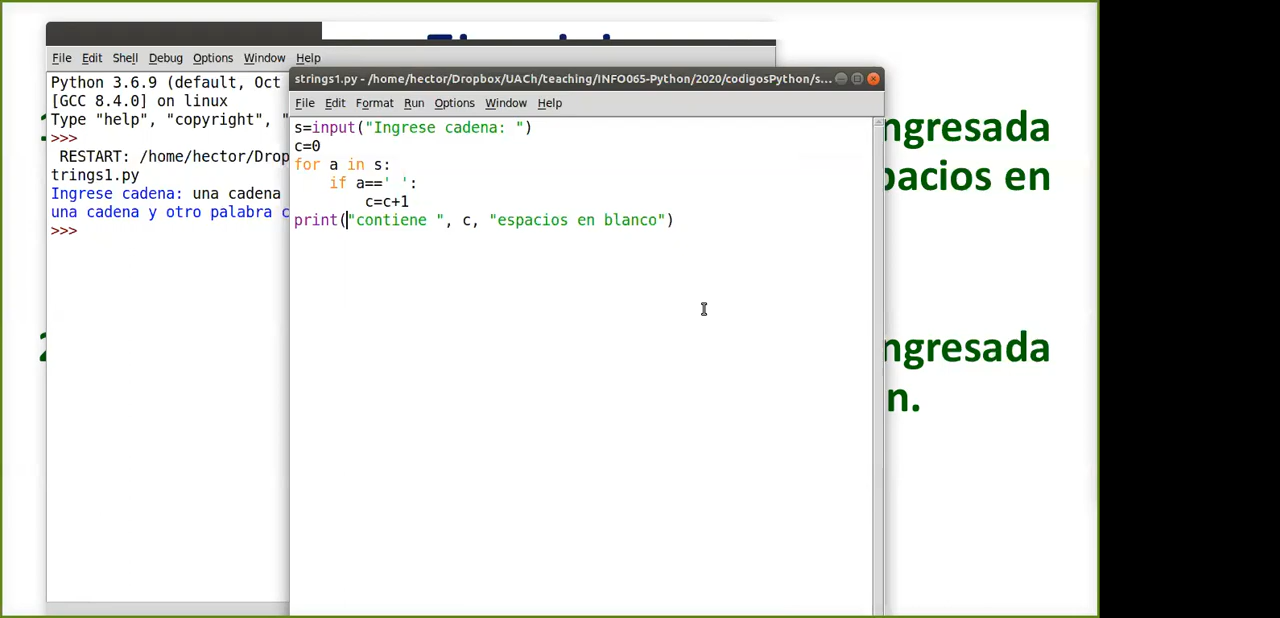 File Edit Shell Debug Options Window Help
Python 3.6.9 (default, Oct
[GCC 8.4.0] on linux
Type "help", "copyright", "
>>>
RESTART: /home/hector/Drop
trings1.py
Ingrese cadena: una cadena
una cadena y otro palabra c
>>>
strings1.py - /home/hector/Dropbox/UACh/teaching/INFO065-Python/2020/codigosPython/s...
File Edit Format Run Options Window Help
s=input("Ingrese cadena: ")
c=0
for a in s:
    if a==' ':
        c=c+1
print("contiene ", c, "espacios en blanco")
ngresada
pacios en
ngresada
n.